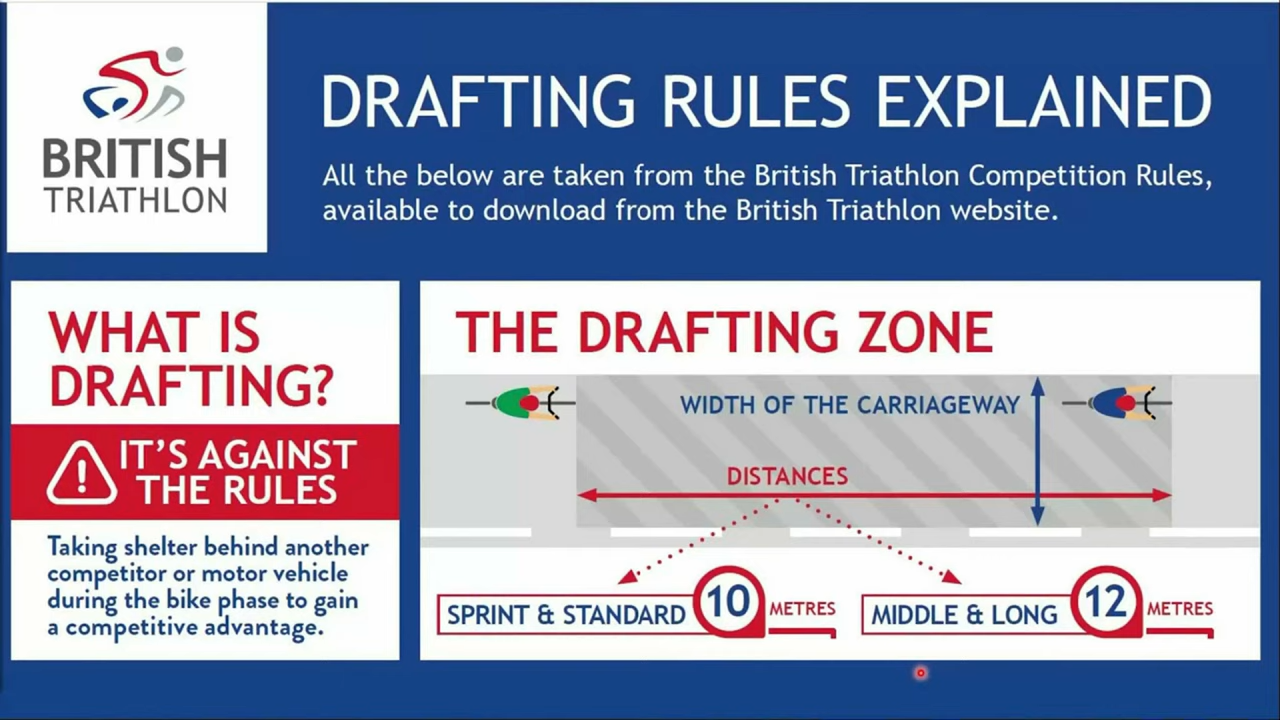 BRITISH
TRIATHLON
DRAFTING RULES EXPLAINED
All the below are taken from the British Triathlon Competition Rules,
available to download from the British Triathlon website.
WHAT IS
DRAFTING?
IT'S AGAINST
THE RULES
Taking shelter behind another
competitor or motor vehicle
during the bike phase to gain
a competitive advantage.
THE DRAFTING ZONE
WIDTH OF THE CARRIAGEWAY
DISTANCES
SPRINT & STANDARD 10 METRES
MIDDLE & LONG 12 METRES